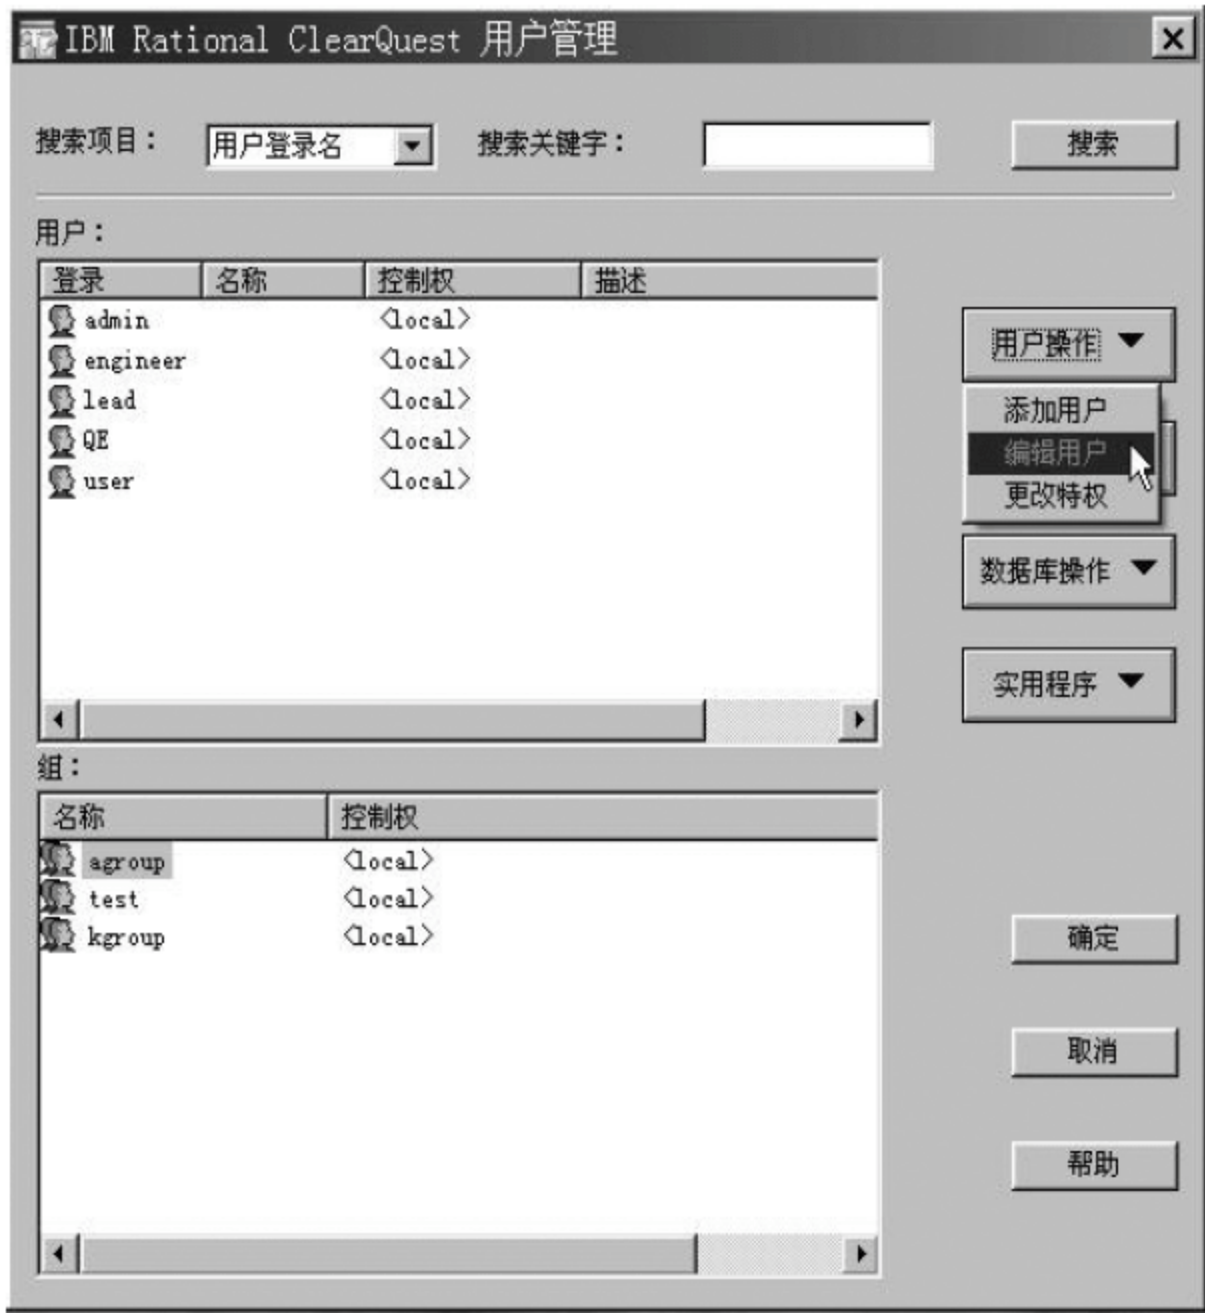 IBM Rational ClearQuest 用户管理
搜索项目： 用户登录名 搜索关键字： 搜索
用户：
登录 名称 控制权 描述
admin <local>
engineer <local>
lead <local>
QE <local>
user <local>
用户操作
添加用户
编辑用户
更改特权
数据库操作
实用程序
组：
名称 控制权
agroup <local>
test <local>
kgroup <local>
确定
取消
帮助